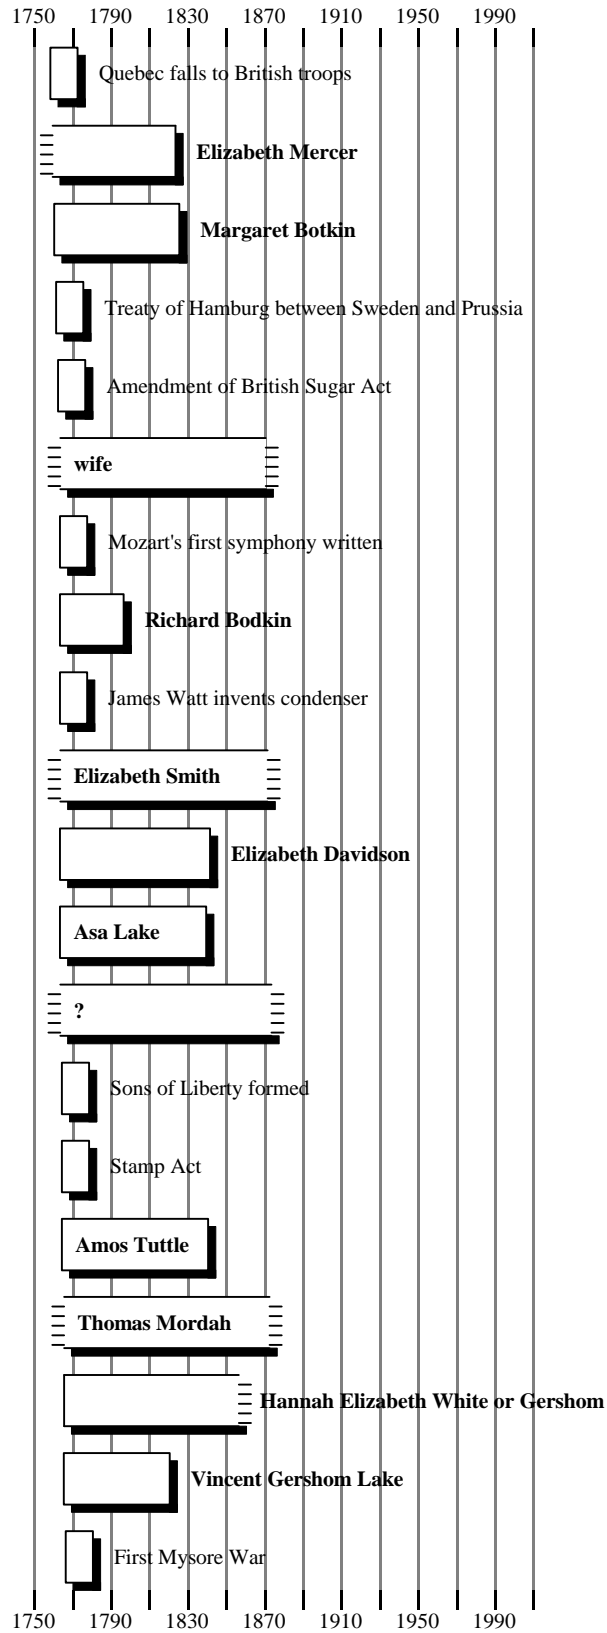 1750 1790 1830 1870 1910 1950 1990
Quebec falls to British troops
Elizabeth Mercer
Margaret Botkin
Treaty of Hamburg between Sweden and Prussia
Amendment of British Sugar Act
wife
Mozart's first symphony written
Richard Bodkin
James Watt invents condenser
Elizabeth Smith
Elizabeth Davidson
Asa Lake
?
Sons of Liberty formed
Stamp Act
Amos Tuttle
Thomas Mordah
Hannah Elizabeth White or Gershom
Vincent Gershom Lake
First Mysore War
1750 1790 1830 1870 1910 1950 1990